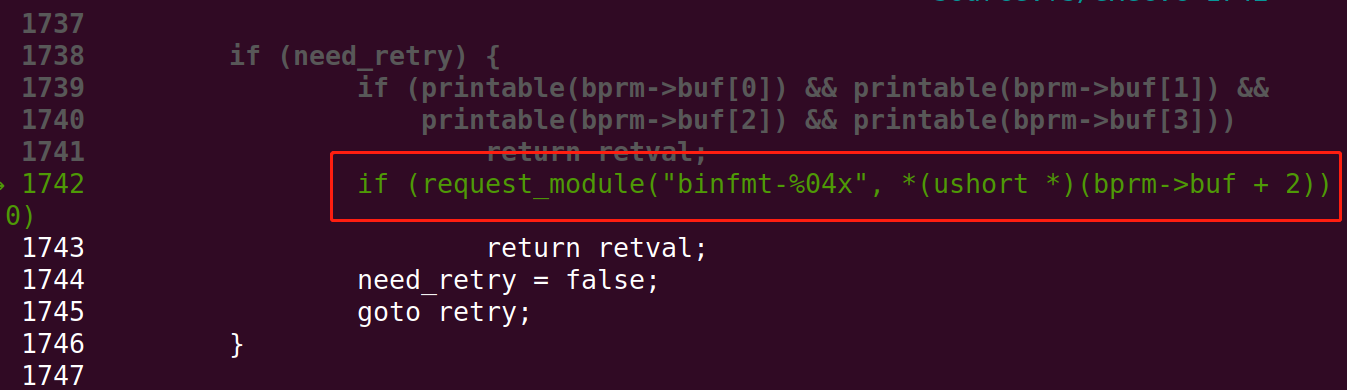 1737
1738 if (need_retry) {
1739 if (printable(bprm->buf[0]) && printable(bprm->buf[1]) &&
1740 printable(bprm->buf[2]) && printable(bprm->buf[3]))
1741 return retval;
1742 if (request_module("binfmt-%04x", *(ushort *)(bprm->buf + 2))
0)
1743 return retval;
1744 need_retry = false;
1745 goto retry;
1746 }
1747